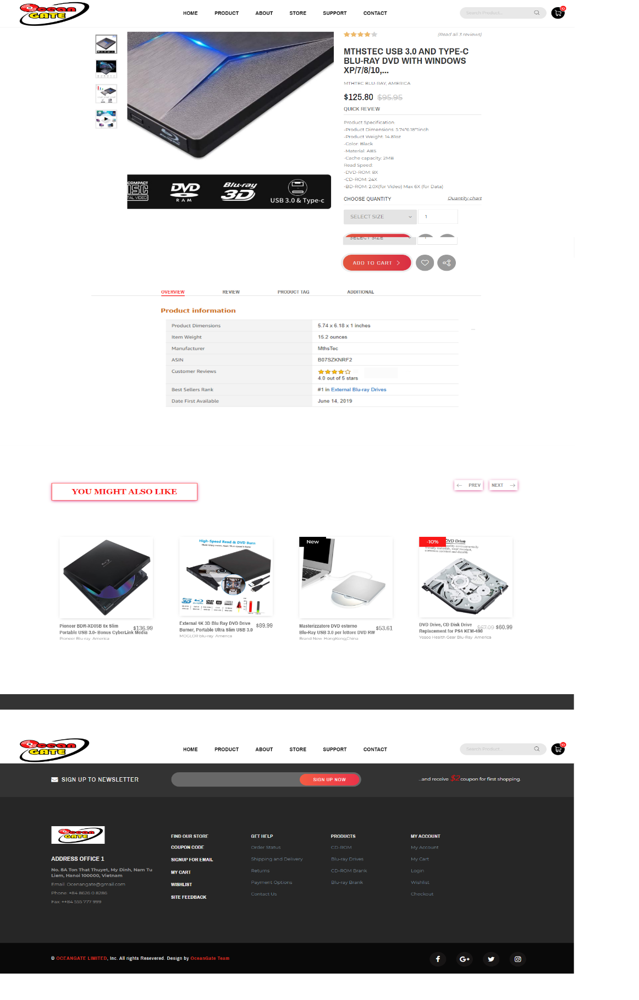 Ocean GATE
HOME PRODUCT ABOUT STORE SUPPORT CONTACT
Search Product...
10
(Read all 3 reviews)
MTHSTEC USB 3.0 AND TYPE-C
BLU-RAY DVD WITH WINDOWS
XP/7/8/10,...
MTHTEC BLU-RAY, AMERICA
$125.80 $95.95
QUICK REVIEW
Product Specification:
-Product Dimensions: 5.74*6.18*1inch
-Product Weight: 14.81oz
-Color: Black
-Material: ABS
-Cache capacity: 2MB
Read Speed:
-DVD-ROM: 8X
-CD-ROM: 24X
-BD-ROM: 2.0X(for Video) Max 6X (for Data)
Blu-ray
COMPACT
DISC
TAL VIDEO
DVD
RAM
Blu-ray
3D
USB 3.0 & Type-c
CHOOSE QUANTITY Quantity chart
SELECT SIZE 1
SELECT SIZE
ADD TO CART
OVERVIEW REVIEW PRODUCT TAG ADDITIONAL
Product information
Product Dimensions 5.74 x 6.18 x 1 inches
Item Weight 15.2 ounces
Manufacturer MthsTec
ASIN B07SZKNRF2
Customer Reviews
4.0 out of 5 stars
Best Sellers Rank #1 in External Blu-ray Drives
Date First Available June 14, 2019
YOU MIGHT ALSO LIKE
PREV NEXT
High-Speed Read & DVD Burn
New
-10% DVD Drive
Pioneer BDR-XD05B 6x Slim
Portable USB 3.0- Bonus CyberLink Media
$136.99
Pioneer Blu-ray America
External 4K 3D Blu Ray DVD Drive
Burner, Portable Ultra Slim USB 3.0
$89.99
MOGLOR blu-ray America
Masterizzatore DVD esterno
Blu-Ray USB 3.0 per lettore DVD RW
$53.61
Brand New HongKong,China
DVD Drive, CD Disk Drive
Replacement for PS4 KEM-490
$67.09 $60.99
Yosoo Health Gear Blu-Ray America
Ocean GATE
HOME PRODUCT ABOUT STORE SUPPORT CONTACT
Search Product...
10
SIGN UP TO NEWSLETTER
SIGN UP NOW
...and receive $2 coupon for first shopping.
Ocean GATE
ADDRESS OFFICE 1
No. 8A Ton That Thuyet, My Dinh, Nam Tu
Liem, Hanoi 100000, Vietnam
Email: Ocenangate@gmail.com
Phone: +84 8626 0 8286
Fax: ++84 555 777 999
FIND OUR STORE
COUPON CODE
SIGNUP FOR EMAIL
MY CART
WISHLIST
SITE FEEDBACK
GET HELP
Order Status
Shipping and Delivery
Returns
Payment Options
Contact Us
PRODUCTS
CD-ROM
Blu-ray Drives
CD-ROM Brank
Blu-ray Brank
MY ACCOUNT
My Account
My Cart
Login
Wishlist
Checkout
© OCEANGATE LIMITED, Inc. All rights Resevered. Design by OceanGate Team